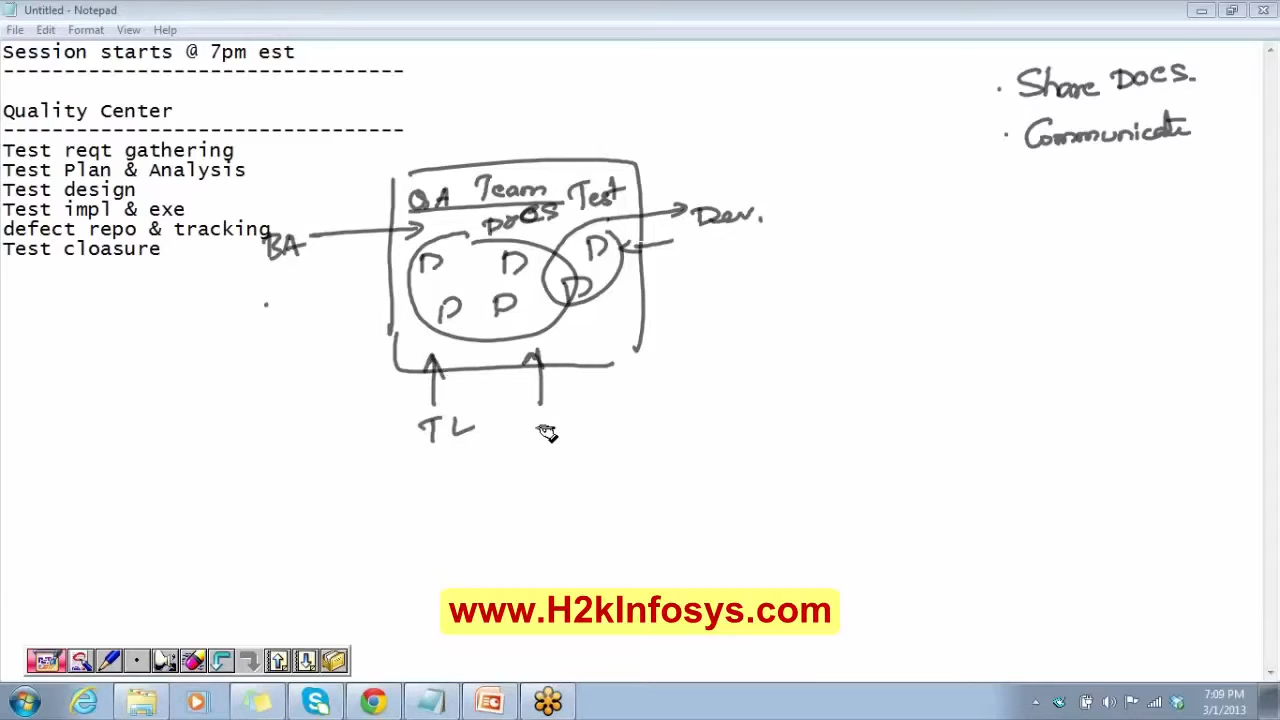 Untitled - Notepad
File Edit Format View Help
Session starts @ 7pm est
---------------------------------
Quality Center
---------------------------------
Test reqt gathering
Test Plan & Analysis
Test design
Test impl & exe
defect repo & tracking
Test cloasure
. Share Docs.
. Communicate
QA Team Test
DOCS
BA
Dev.
D D D
D D D
TL
www.H2kInfosys.com
7:09 PM
3/1/2013